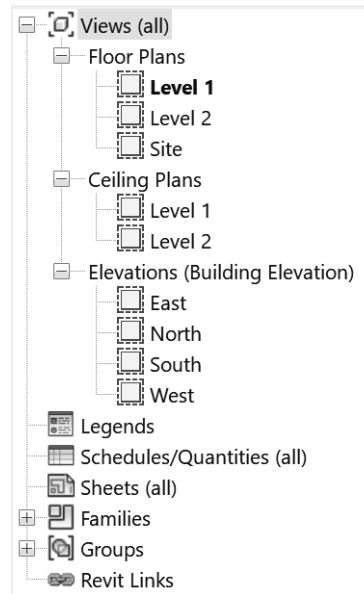 Views (all)
Floor Plans
Level 1
Level 2
Site
Ceiling Plans
Level 1
Level 2
Elevations (Building Elevation)
East
North
South
West
Legends
Schedules/Quantities (all)
Sheets (all)
Families
Groups
Revit Links